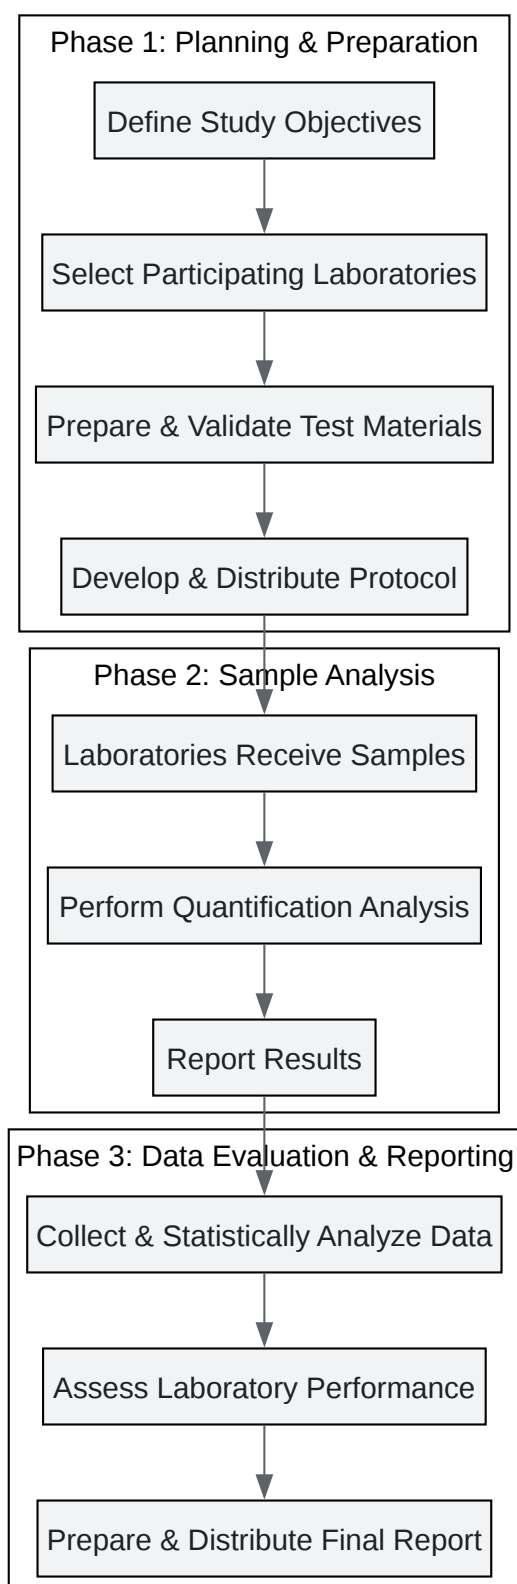 Phase 1: Planning & Preparation
Define Study Objectives
Select Participating Laboratories
Prepare & Validate Test Materials
Develop & Distribute Protocol
Phase 2: Sample Analysis
Laboratories Receive Samples
Perform Quantification Analysis
Report Results
Phase 3: Data Evaluation & Reporting
Collect & Statistically Analyze Data
Assess Laboratory Performance
Prepare & Distribute Final Report